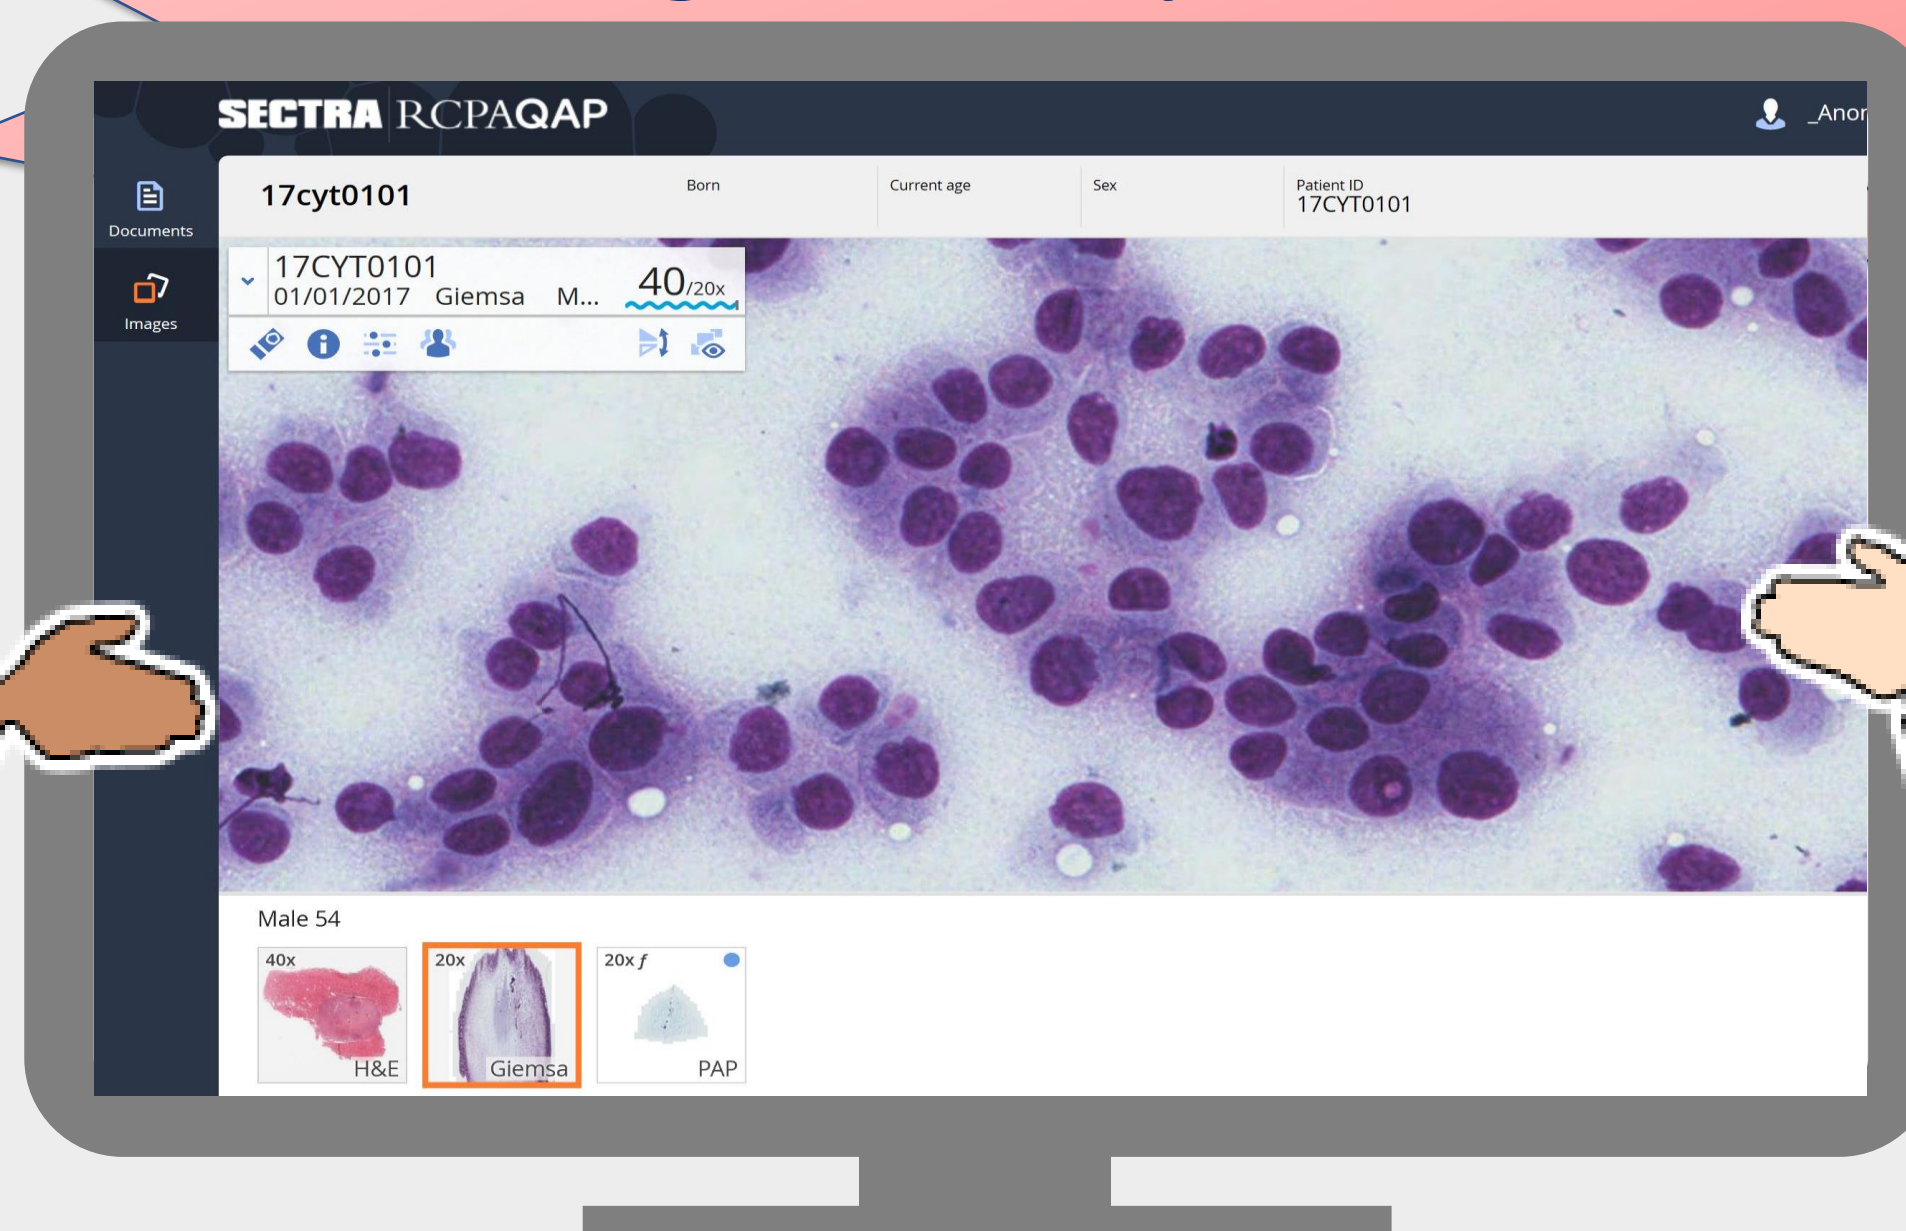 SECTRA RCPAQAP
_Anor
Documents
Images
17cyt0101
Born
Current age
Sex
Patient ID
17CYT0101
17CYT0101
01/01/2017 Giemsa M...
40/20x
Male 54
40x
H&E
20x
Giemsa
20x f
PAP